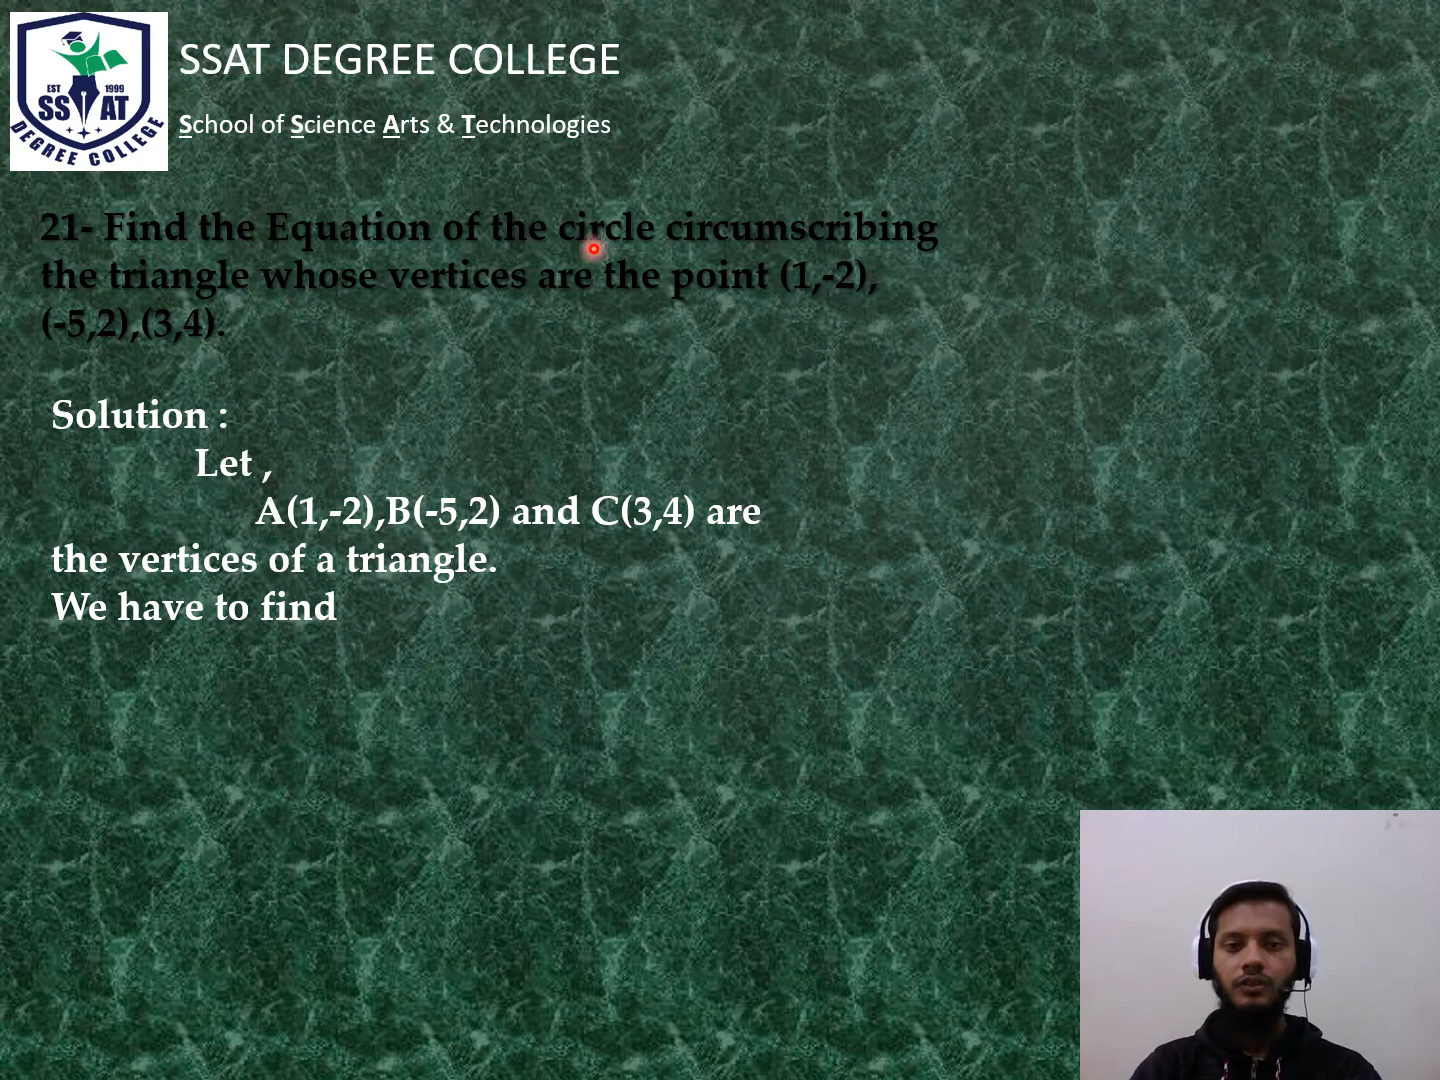 EST 1999
SS AT
DEGREE COLLEGE
SSAT DEGREE COLLEGE
School of Science Arts & Technologies
21- Find the Equation of the circle circumscribing
the triangle whose vertices are the point (1,-2),
(-5,2),(3,4).
Solution :
Let ,
A(1,-2),B(-5,2) and C(3,4) are
the vertices of a triangle.
We have to find